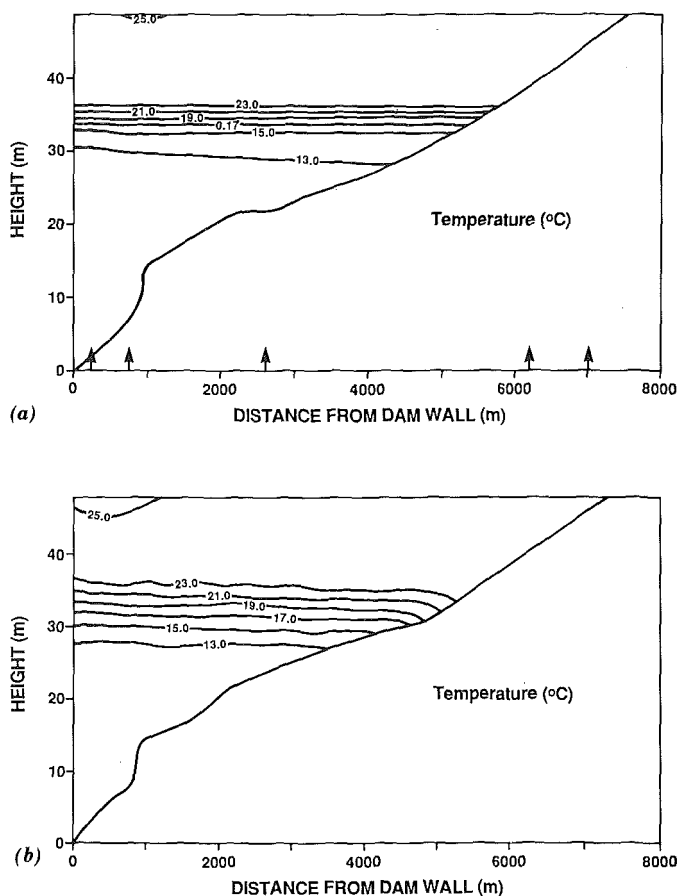 25.0
40
23.0
21.0
19.0
0.17
15.0
30
13.0
HEIGHT (m)
20
Temperature (°C)
10
0
0 2000 4000 6000 8000
(a) DISTANCE FROM DAM WALL (m)
25.0
40
23.0
21.0
19.0
17.0
30
15.0
13.0
HEIGHT (m)
20
Temperature (°C)
10
0
(b)
0 2000 4000 6000 8000
DISTANCE FROM DAM WALL (m)